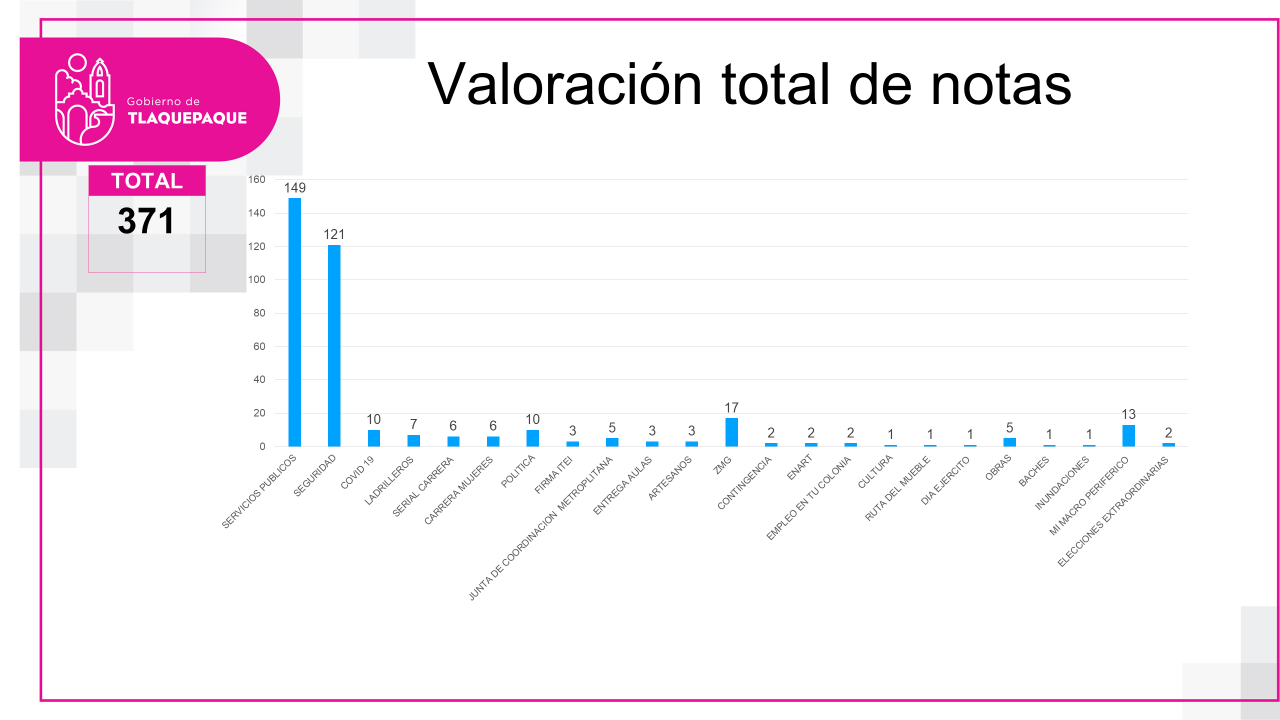 Valoración total de notas
Gobierno de
TLAQUEPAQUE
TOTAL
371
160
140
120
100
80
60
40
20
0
149
121
10
7
6
6
10
3
5
3
3
17
2
2
2
1
1
1
5
1
1
13
2
SERVICIOS PUBLICOS
SEGURIDAD
COVID 19
LADRILLEROS
SERIAL CARRERA
CARRERA MUJERES
POLITICA
FIRMA ITEI
JUNTA DE COORDINACION METROPLITANA
ENTREGA AULAS
ARTESANOS
ZMG
CONTINGENCIA
ENART
EMPLEO EN TU COLONIA
CULTURA
RUTA DEL MUEBLE
DIA EJERCITO
OBRAS
BACHES
INUNDACIONES
MI MACRO PERIFERICO
ELECCIONES EXTRAORDINARIAS